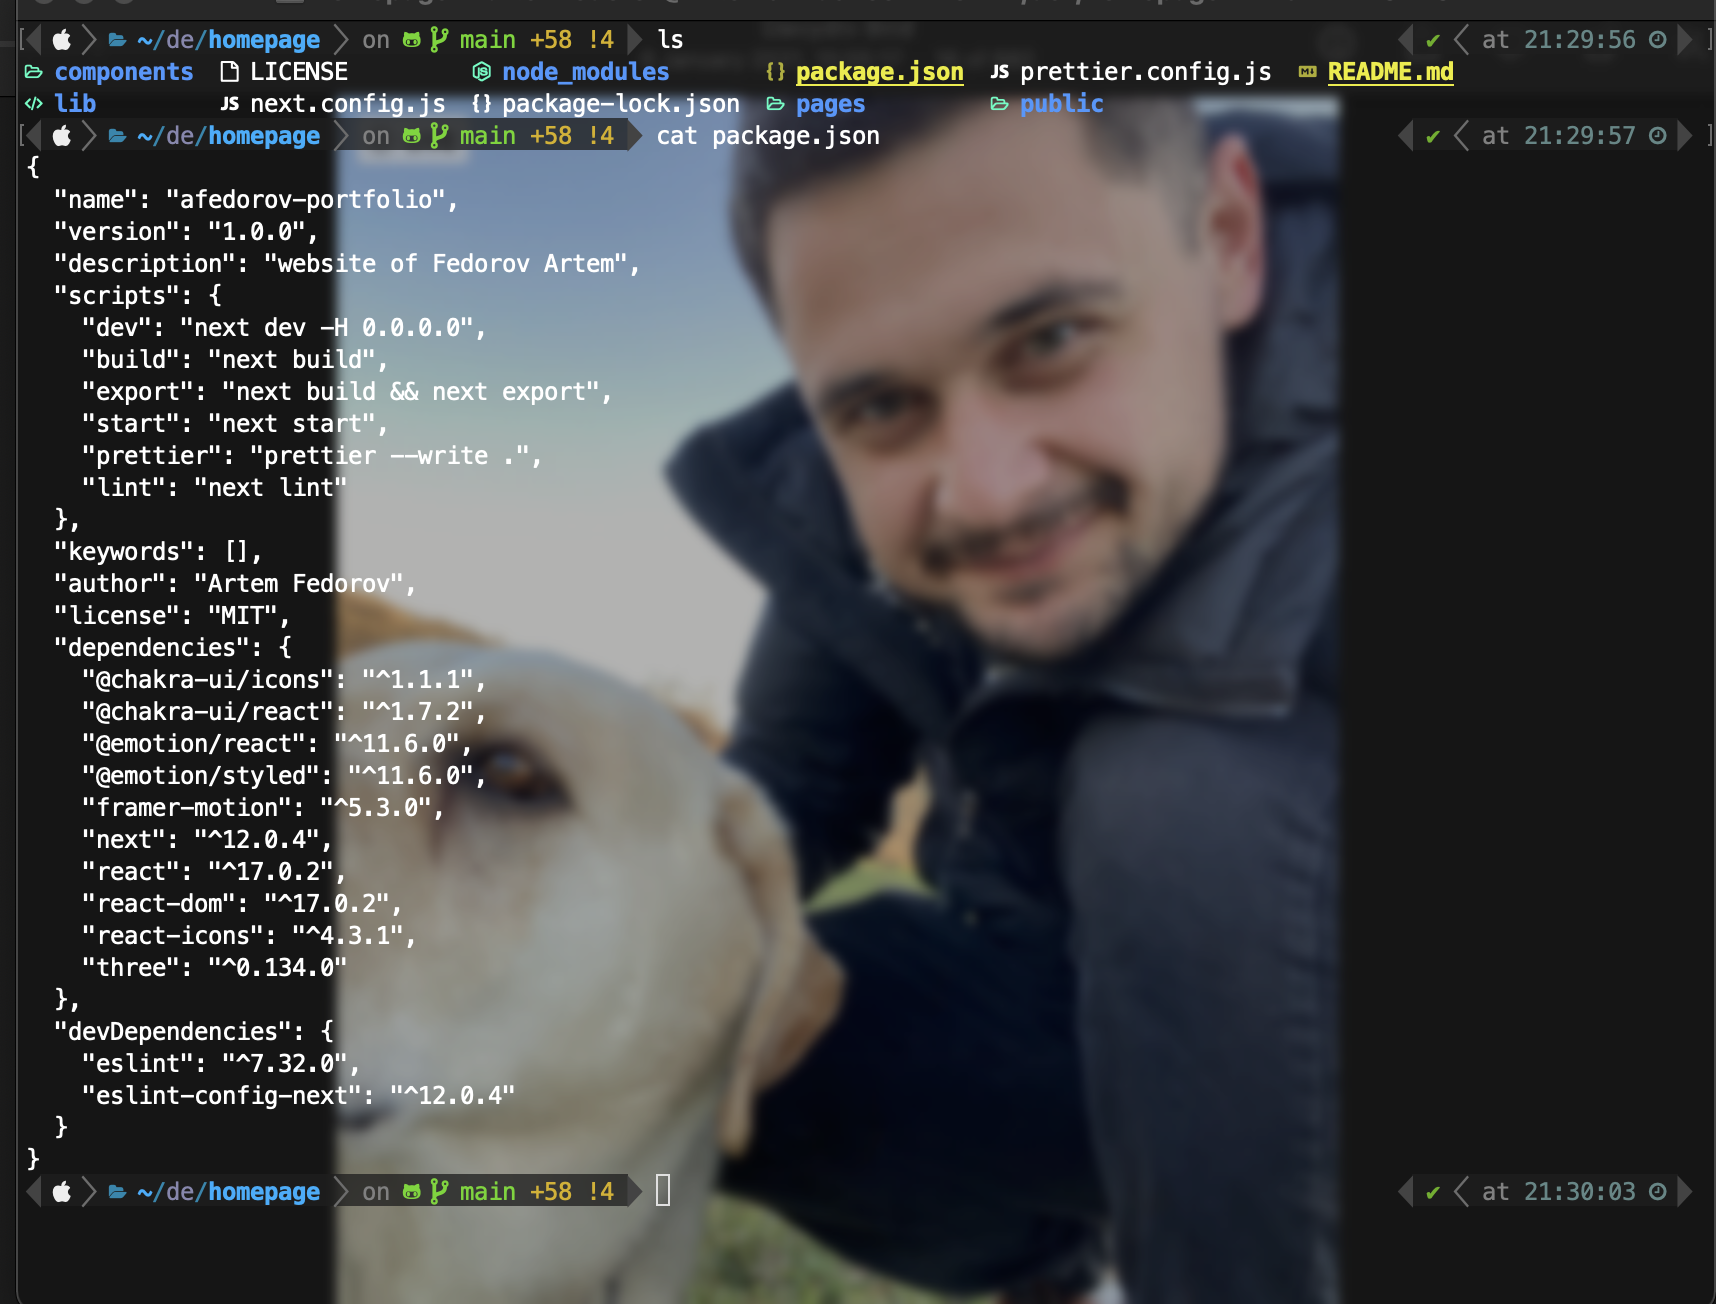 ~/de/homepage on main +58 !4 ls ✔ at 21:29:56
components LICENSE node_modules package.json prettier.config.js README.md
lib next.config.js package-lock.json pages public
~/de/homepage on main +58 !4 cat package.json ✔ at 21:29:57
{
  "name": "afedorov-portfolio",
  "version": "1.0.0",
  "description": "website of Fedorov Artem",
  "scripts": {
    "dev": "next dev -H 0.0.0.0",
    "build": "next build",
    "export": "next build && next export",
    "start": "next start",
    "prettier": "prettier --write .",
    "lint": "next lint"
  },
  "keywords": [],
  "author": "Artem Fedorov",
  "license": "MIT",
  "dependencies": {
    "@chakra-ui/icons": "^1.1.1",
    "@chakra-ui/react": "^1.7.2",
    "@emotion/react": "^11.6.0",
    "@emotion/styled": "^11.6.0",
    "framer-motion": "^5.3.0",
    "next": "^12.0.4",
    "react": "^17.0.2",
    "react-dom": "^17.0.2",
    "react-icons": "^4.3.1",
    "three": "^0.134.0"
  },
  "devDependencies": {
    "eslint": "^7.32.0",
    "eslint-config-next": "^12.0.4"
  }
}
~/de/homepage on main +58 !4 ✔ at 21:30:03